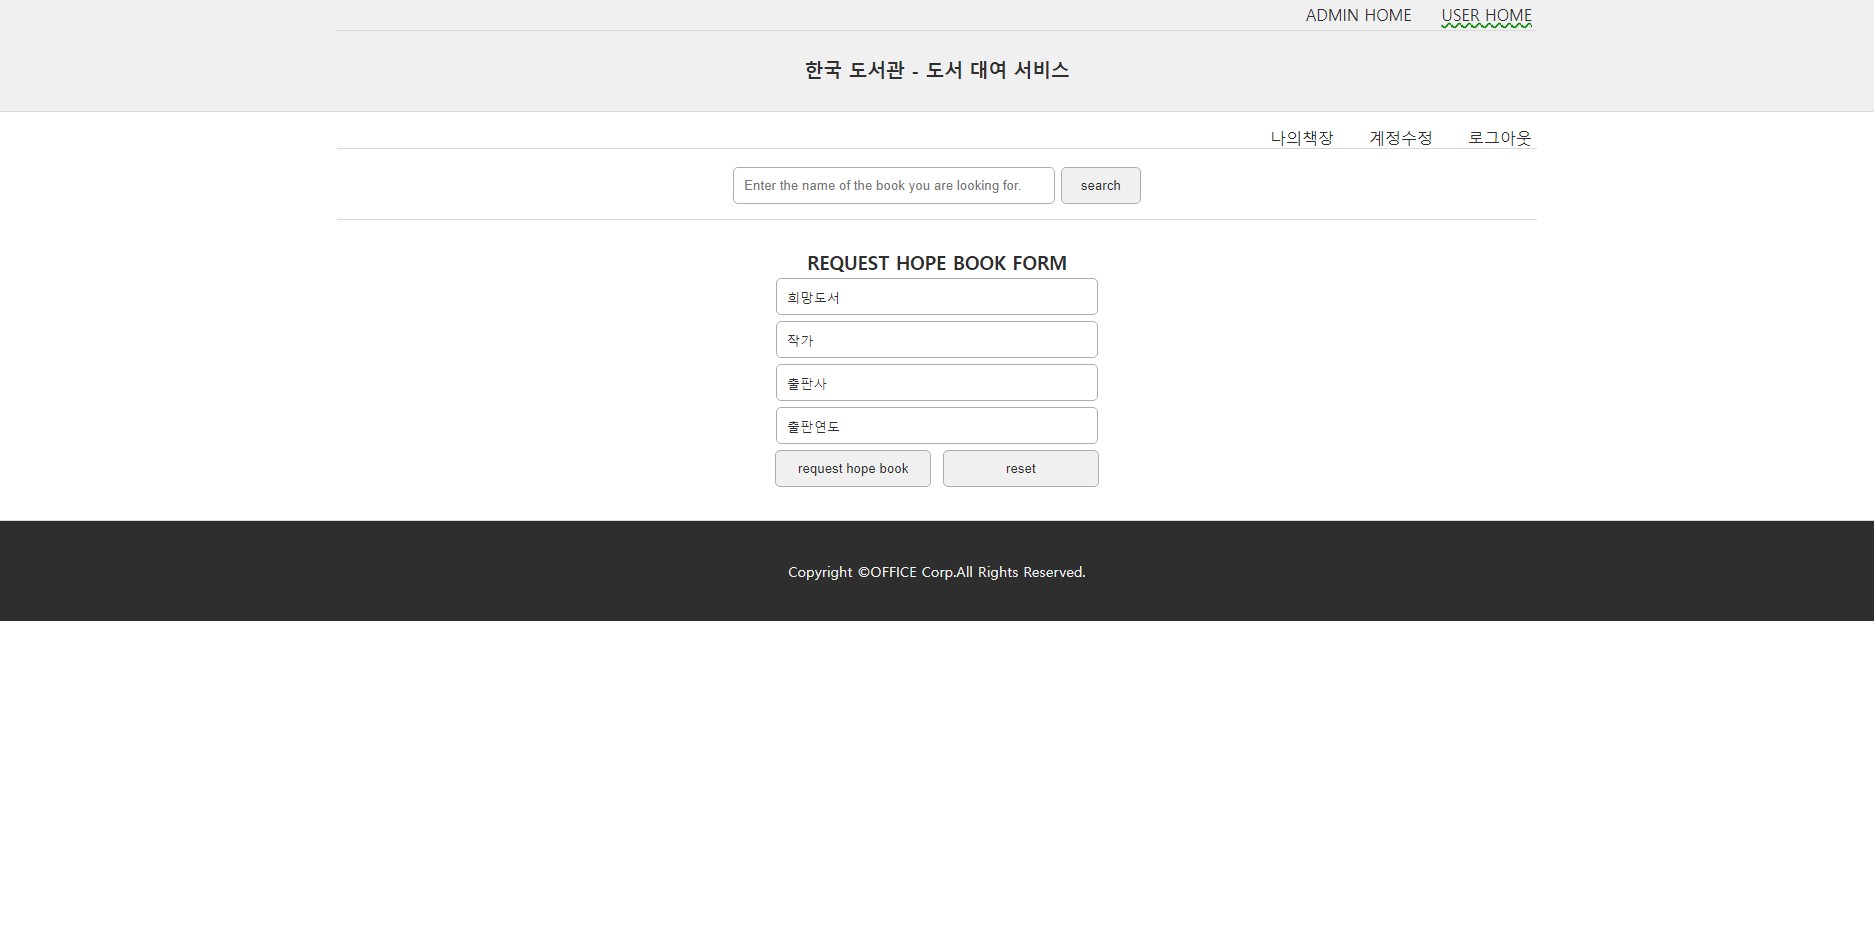 ADMIN HOME USER HOME
한국 도서관 - 도서 대여 서비스
나의책장 계정수정 로그아웃
Enter the name of the book you are looking for. search
REQUEST HOPE BOOK FORM
희망도서
작가
출판사
출판연도
request hope book reset
Copyright ©OFFICE Corp.All Rights Reserved.